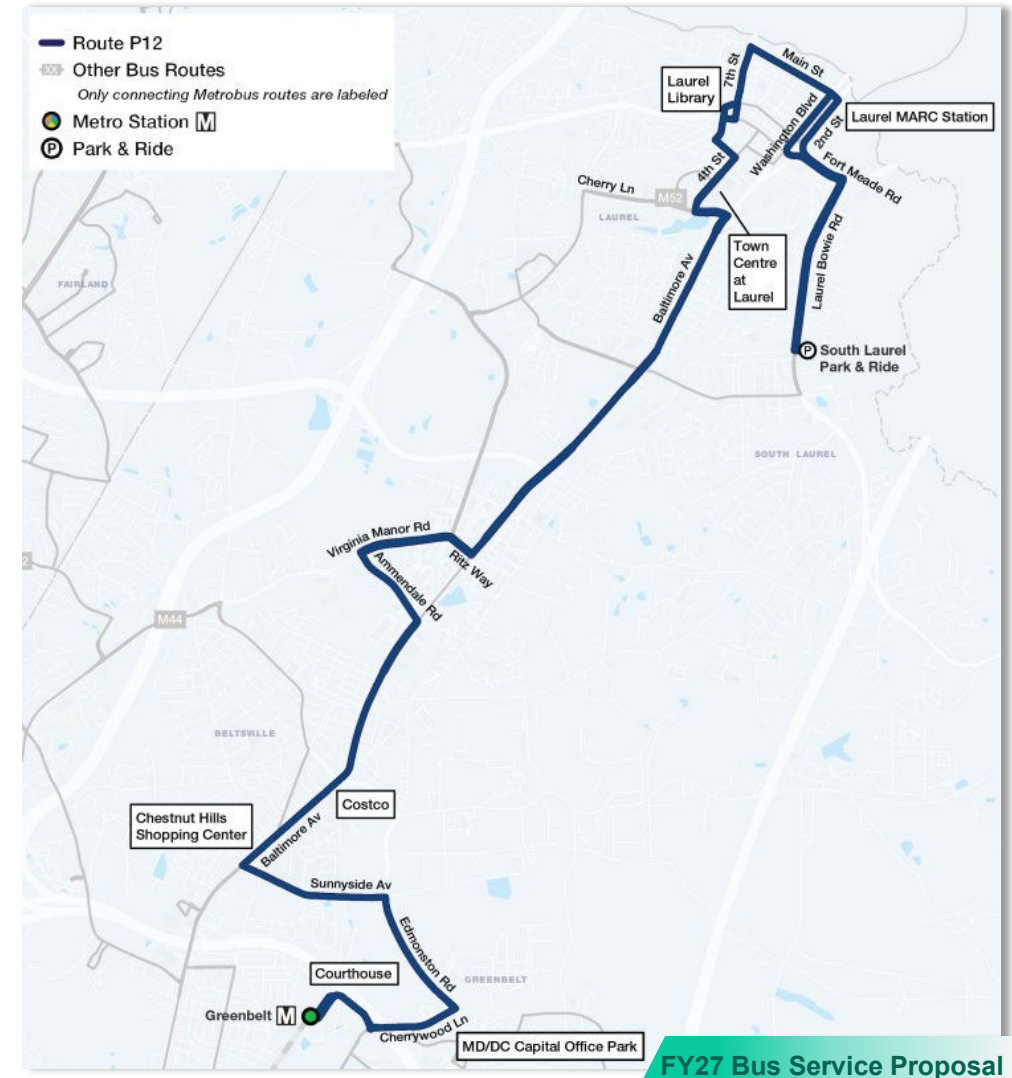 Route P12
XX
Other Bus Routes
Only connecting Metrobus routes are labeled
Metro Station M
P Park & Ride
7th St
Main St
Laurel
Library
Washington Blvd
2nd St
Laurel MARC Station
4th St
Fort Meade Rd
Cherry Ln
M52
LAUREL
Laurel Bowie Rd
Town
Centre
at
Laurel
Baltimore Av
FAIRLAND
P South Laurel
Park & Ride
SOUTH LAUREL
Virginia Manor Rd
Ritz Way
Ammendale Rd
M44
BELTSVILLE
Costco
Chestnut Hills
Shopping Center
Baltimore Av
Sunnyside Av
Edmonston Rd
Courthouse
GREENBELT
Greenbelt M
Cherrywood Ln
MD/DC Capital Office Park
FY27 Bus Service Proposal